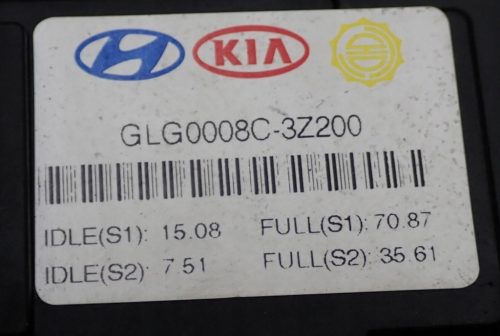 KIA
GLG0008C-3Z200
IDLE(S1): 15.08 FULL(S1): 70.87
IDLE(S2): 7.51 FULL(S2): 35.61